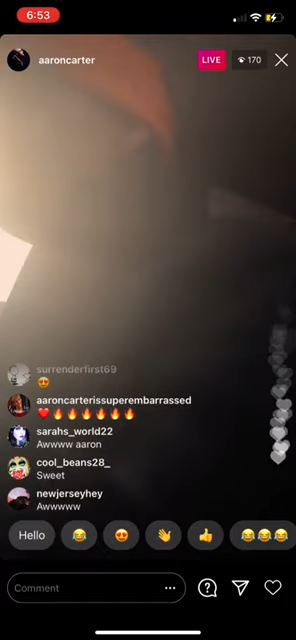 6:53
aaroncarter
LIVE
170
surrenderfirst69
😍
aaroncarterissuperembarrassed
❤️🔥🔥🔥🔥🔥🔥
sarahs_world22
Awwww aaron
cool_beans28_
Sweet
newjerseyhey
Awwwww
Hello 😂 😍 👋 👍 😂😂😂
Comment